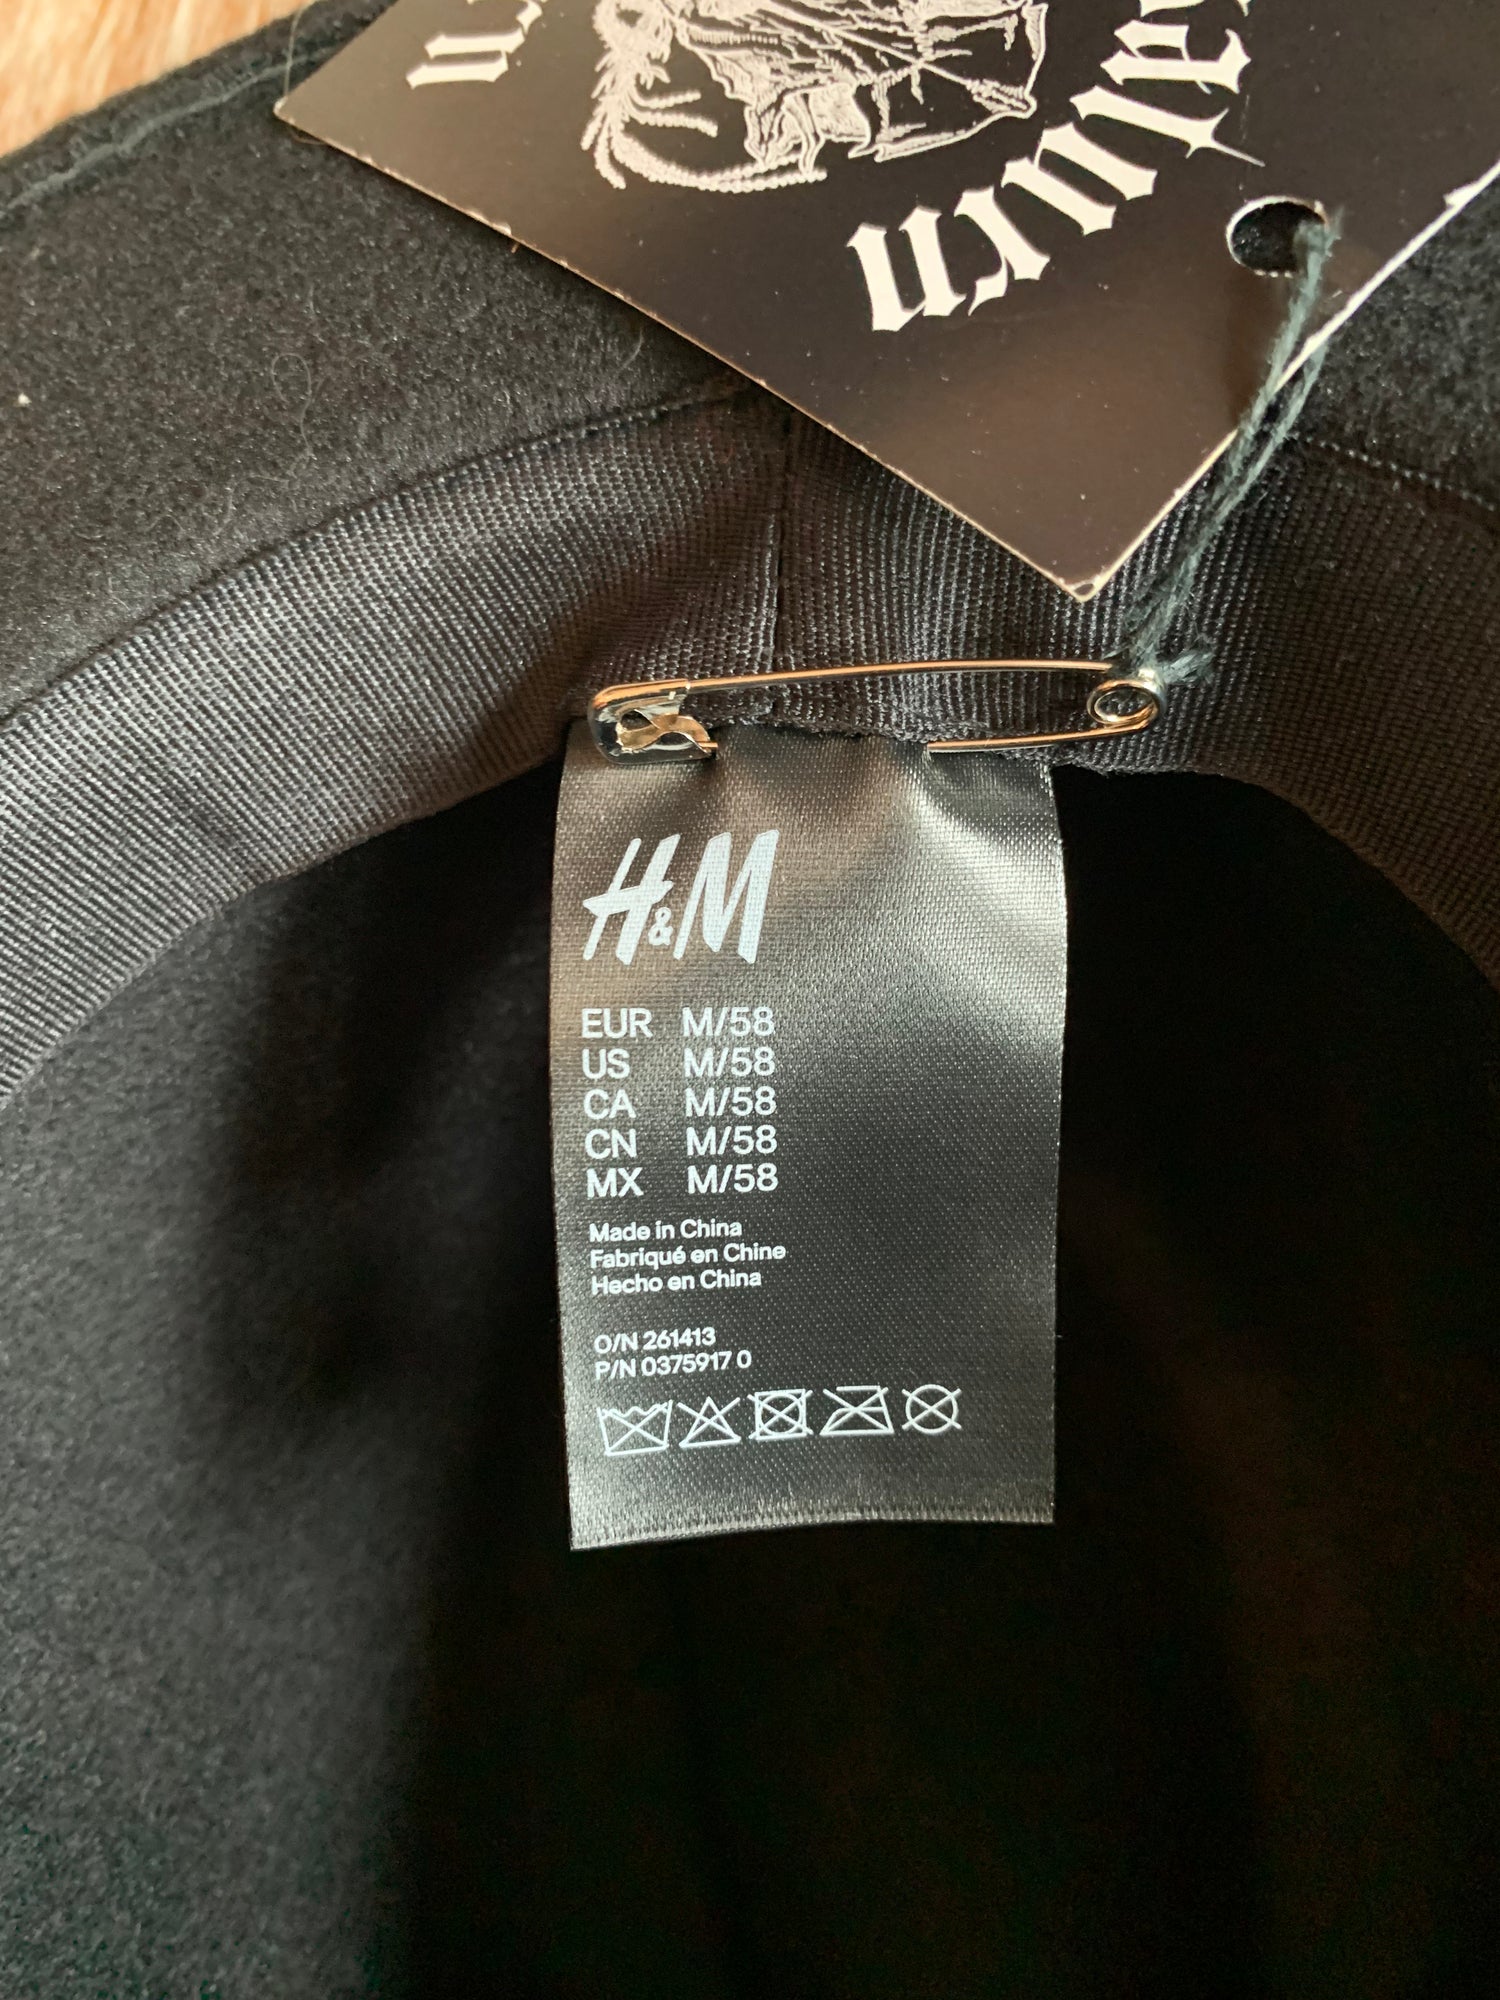 H&M
EUR M/58
US M/58
CA M/58
CN M/58
MX M/58
Made in China
Fabriqué en Chine
Hecho en China
O/N 261413
P/N 0375917 0